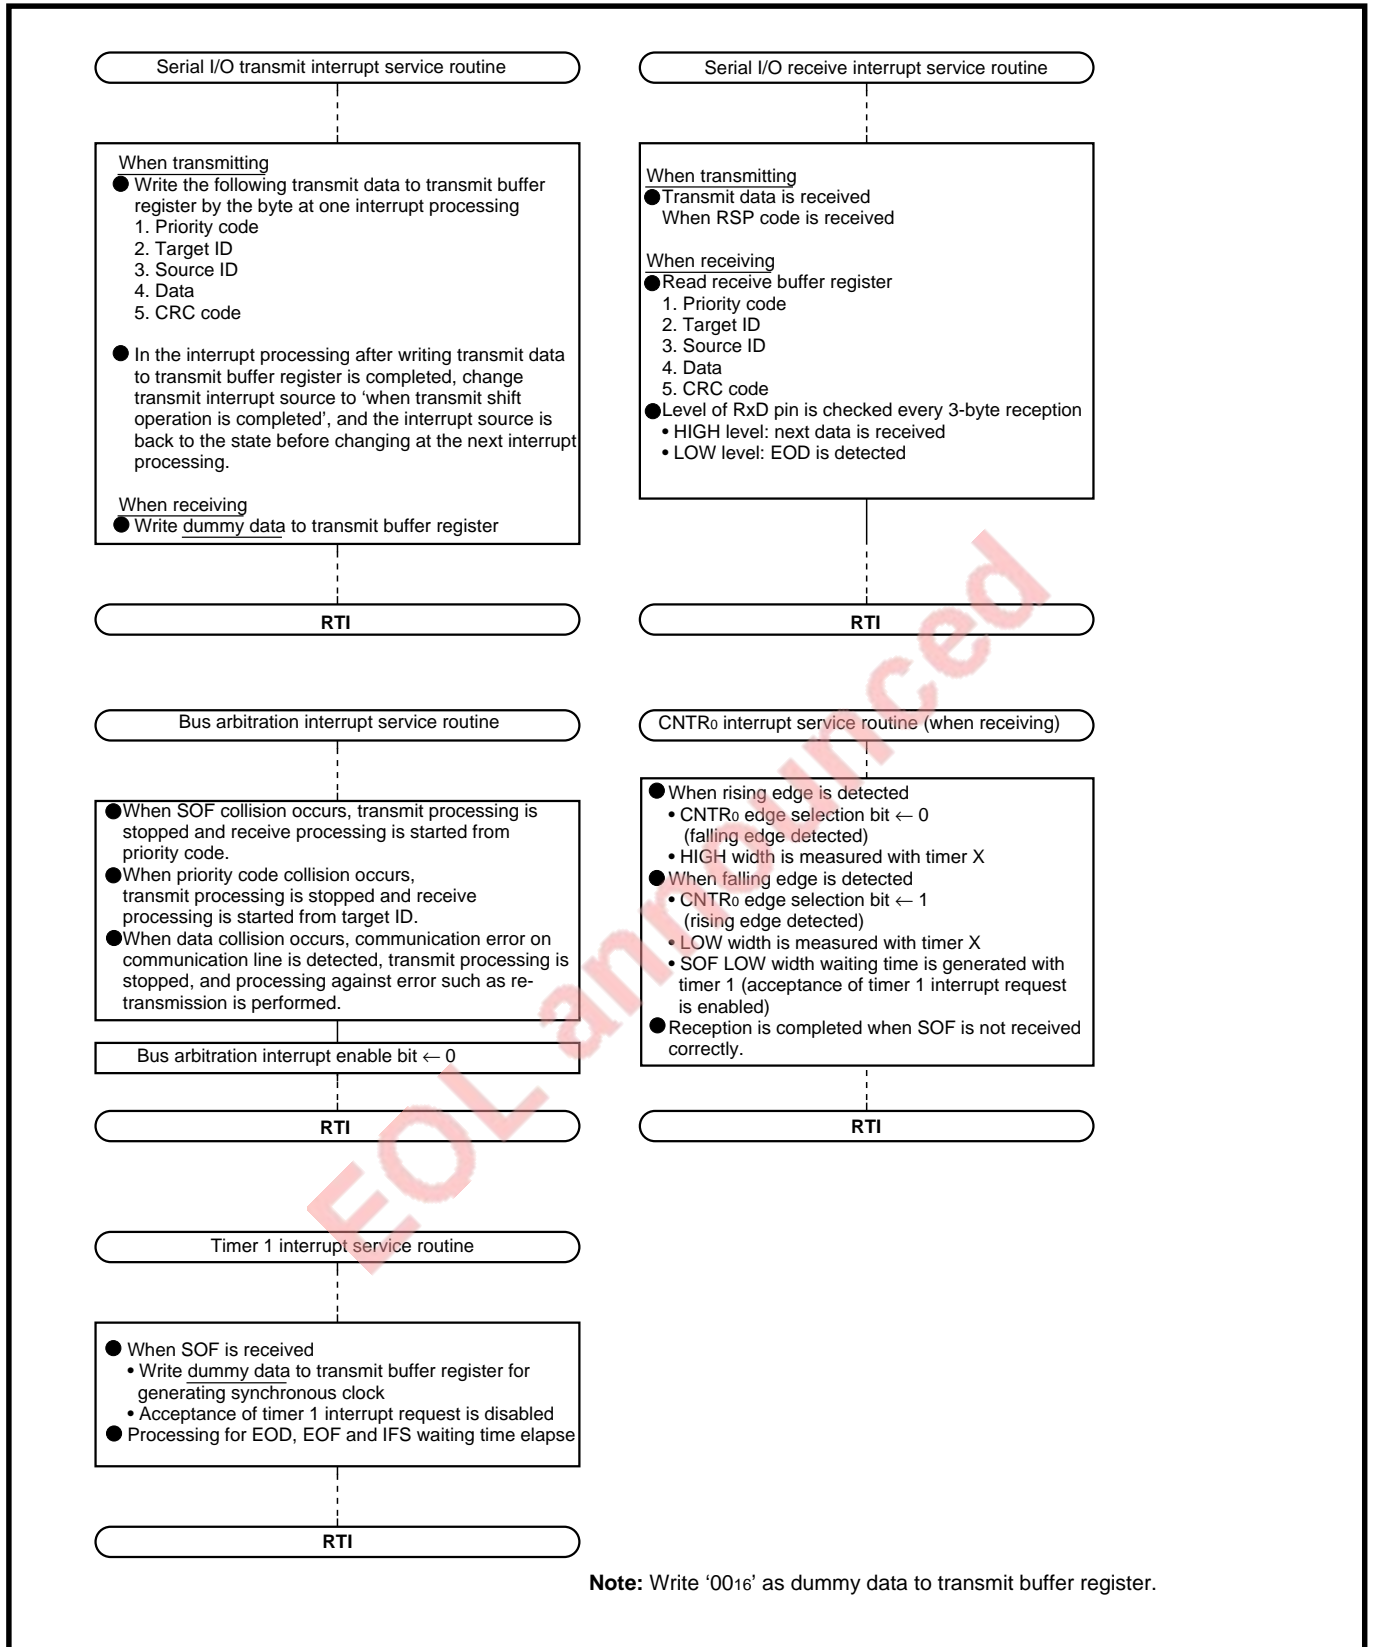 Serial I/O transmit interrupt service routine
When transmitting
● Write the following transmit data to transmit buffer
register by the byte at one interrupt processing
1. Priority code
2. Target ID
3. Source ID
4. Data
5. CRC code
● In the interrupt processing after writing transmit data
to transmit buffer register is completed, change
transmit interrupt source to ‘when transmit shift
operation is completed’, and the interrupt source is
back to the state before changing at the next interrupt
processing.
When receiving
● Write dummy data to transmit buffer register
RTI
Serial I/O receive interrupt service routine
When transmitting
●Transmit data is received
When RSP code is received
When receiving
●Read receive buffer register
1. Priority code
2. Target ID
3. Source ID
4. Data
5. CRC code
●Level of RxD pin is checked every 3-byte reception
• HIGH level: next data is received
• LOW level: EOD is detected
RTI
Bus arbitration interrupt service routine
●When SOF collision occurs, transmit processing is
stopped and receive processing is started from
priority code.
●When priority code collision occurs,
transmit processing is stopped and receive
processing is started from target ID.
●When data collision occurs, communication error on
communication line is detected, transmit processing is
stopped, and processing against error such as re-
transmission is performed.
Bus arbitration interrupt enable bit ← 0
RTI
CNTR0 interrupt service routine (when receiving)
● When rising edge is detected
• CNTR0 edge selection bit ← 0
(falling edge detected)
• HIGH width is measured with timer X
● When falling edge is detected
• CNTR0 edge selection bit ← 1
(rising edge detected)
• LOW width is measured with timer X
• SOF LOW width waiting time is generated with
timer 1 (acceptance of timer 1 interrupt request
is enabled)
● Reception is completed when SOF is not received
correctly.
RTI
Timer 1 interrupt service routine
● When SOF is received
• Write dummy data to transmit buffer register for
generating synchronous clock
• Acceptance of timer 1 interrupt request is disabled
● Processing for EOD, EOF and IFS waiting time elapse
RTI
Note: Write ‘0016’ as dummy data to transmit buffer register.
EOL announced